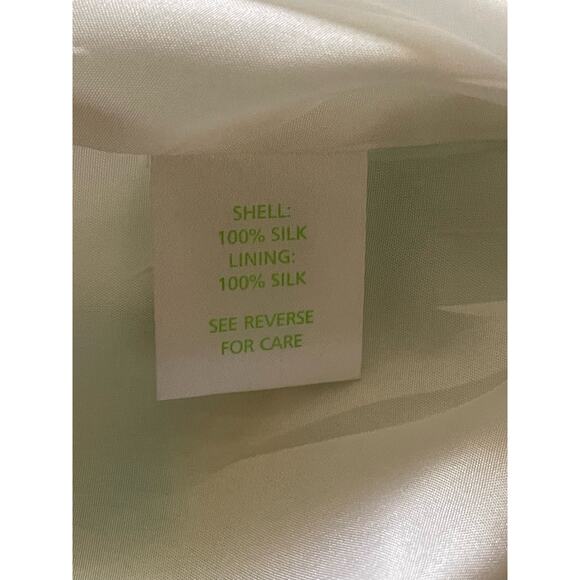 SHELL:
100% SILK
LINING:
100% SILK
SEE REVERSE
FOR CARE